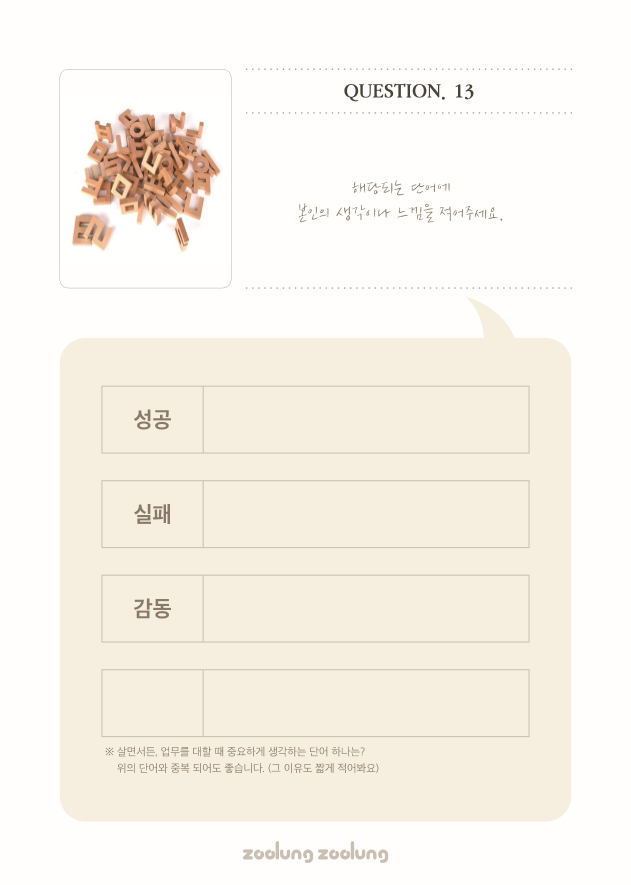 QUESTION. 13
해당되는 단어에
본인의 생각이나 느낌을 적어주세요.
성공
실패
감동
※ 살면서든, 업무를 대할 때 중요하게 생각하는 단어 하나는?
위의 단어와 중복 되어도 좋습니다. (그 이유도 짧게 적어봐요)
zoolung zoolung